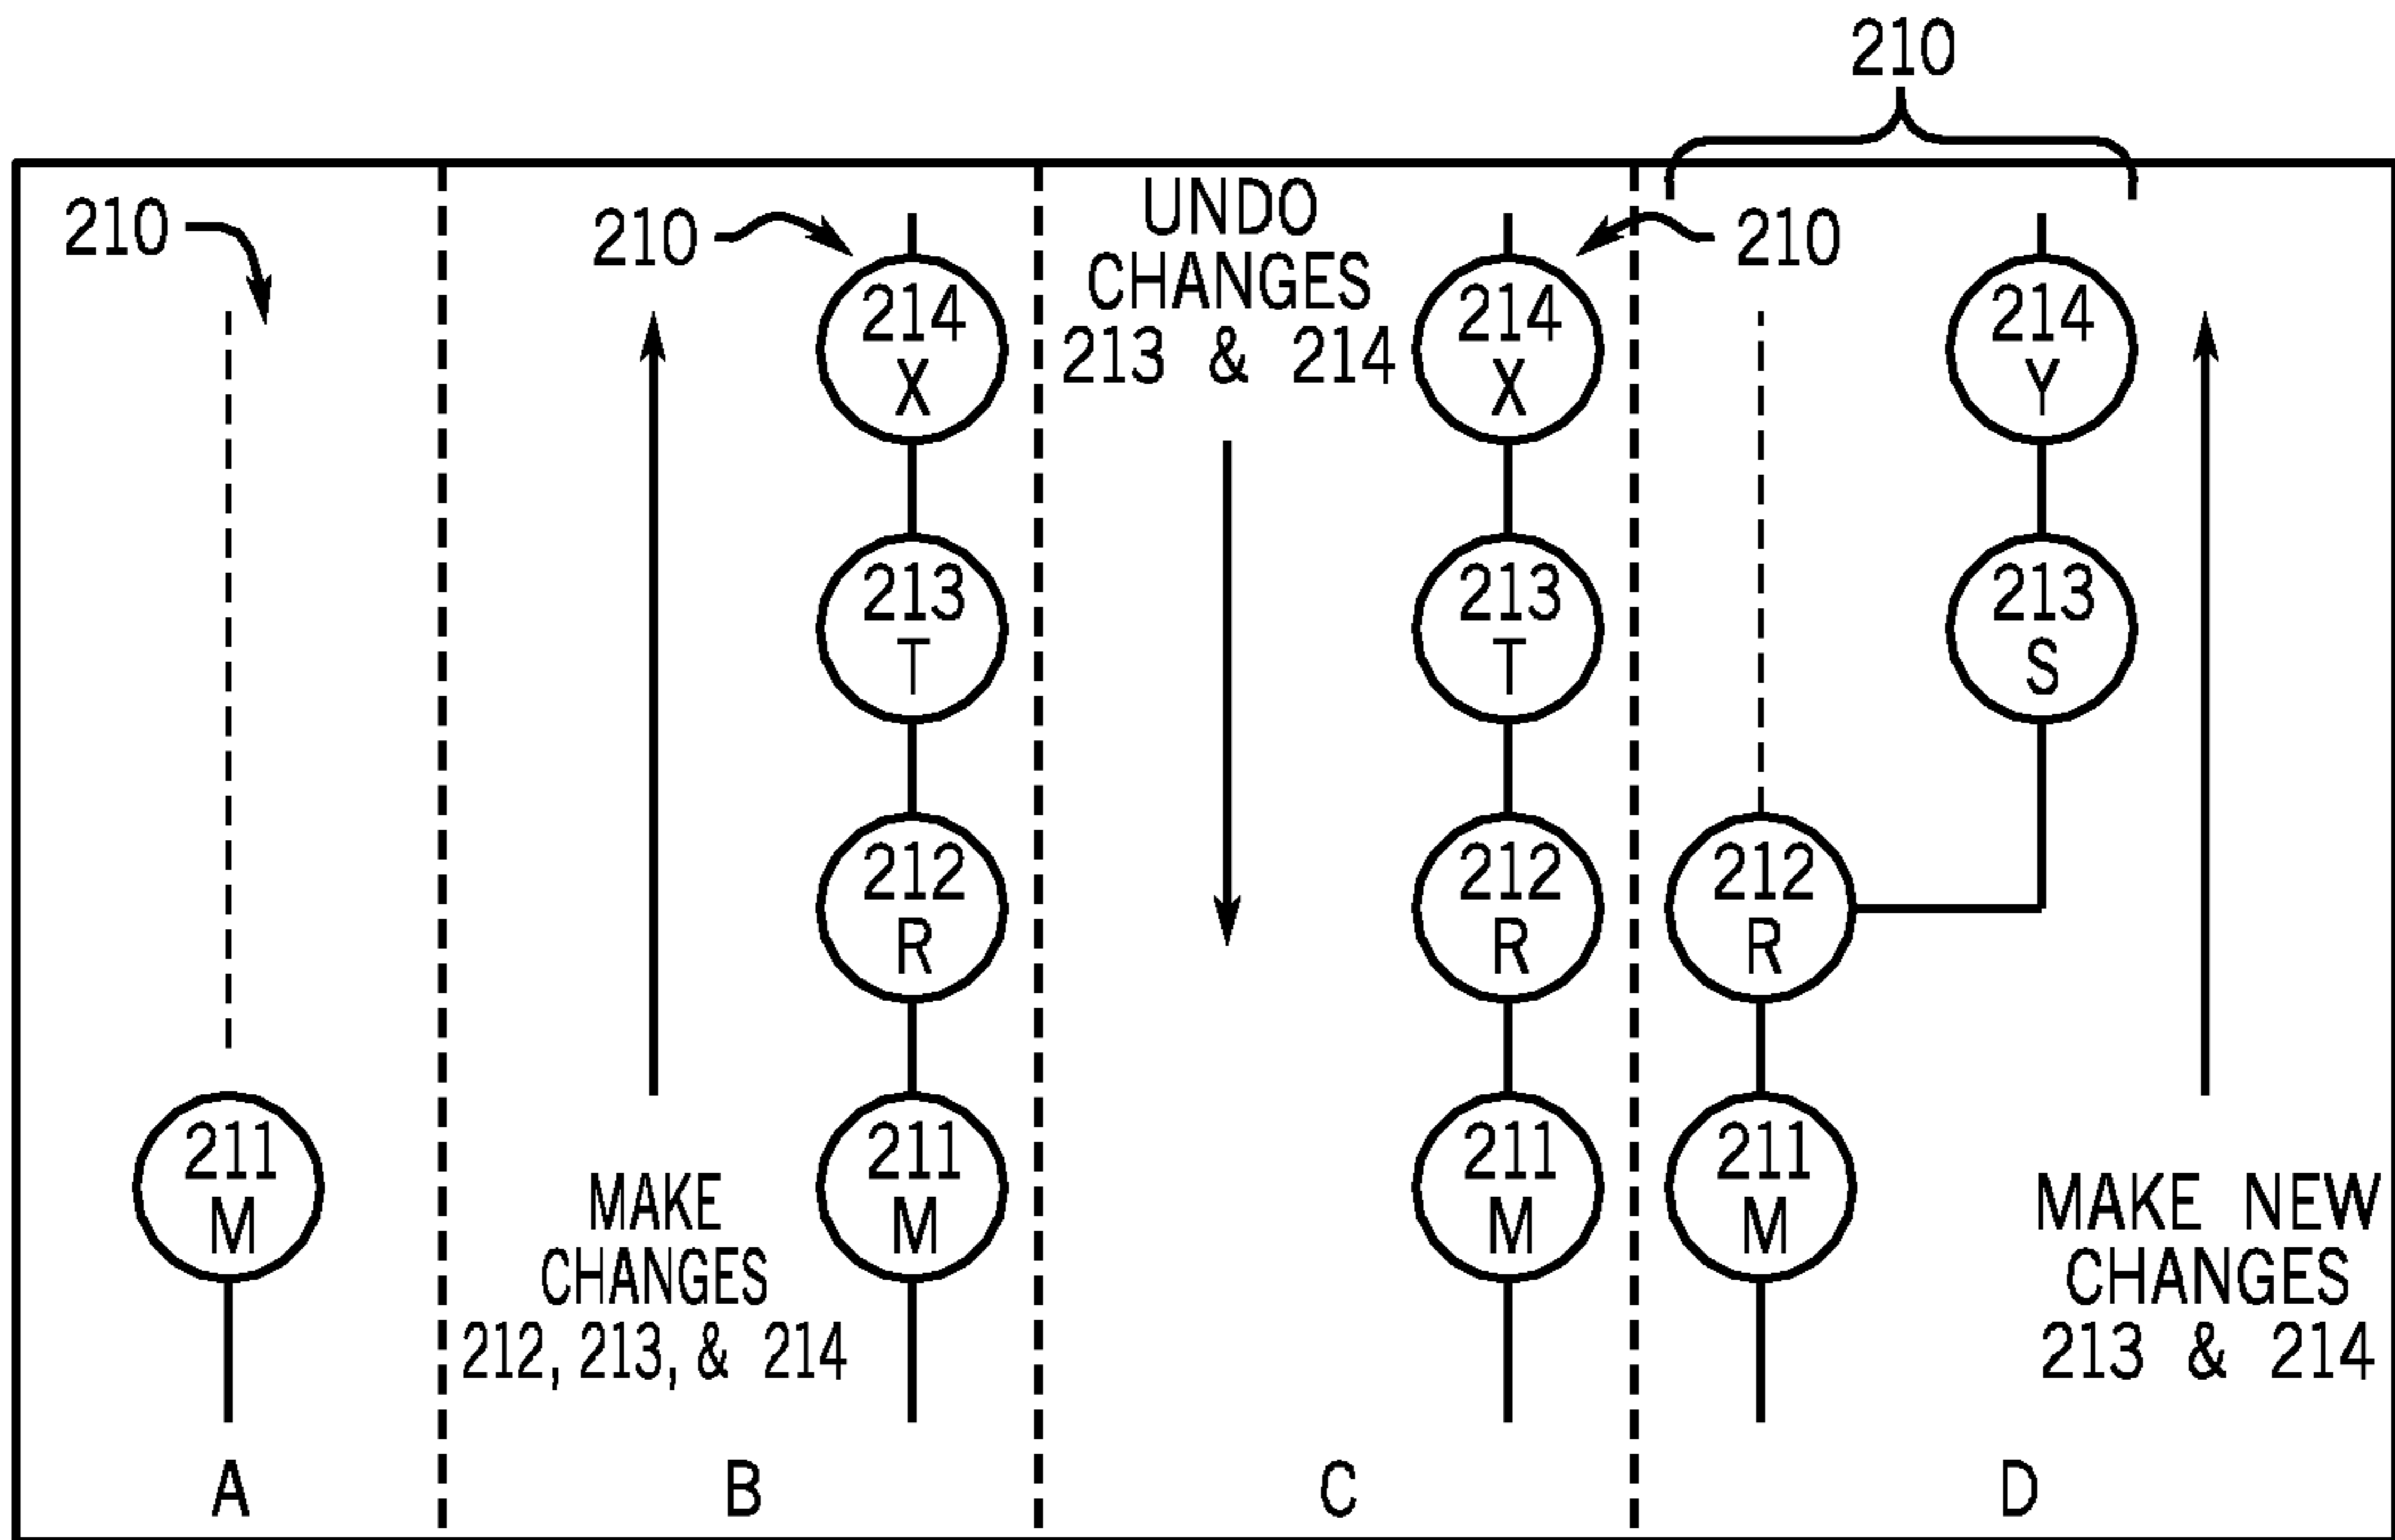 210
210
211
M
A
210
214
X
213
T
212
R
211
M
MAKE
CHANGES
212, 213, & 214
B
UNDO
CHANGES
213 & 214
214
X
213
T
212
R
211
M
C
210
214
Y
213
S
212
R
211
M
MAKE NEW
CHANGES
213 & 214
D